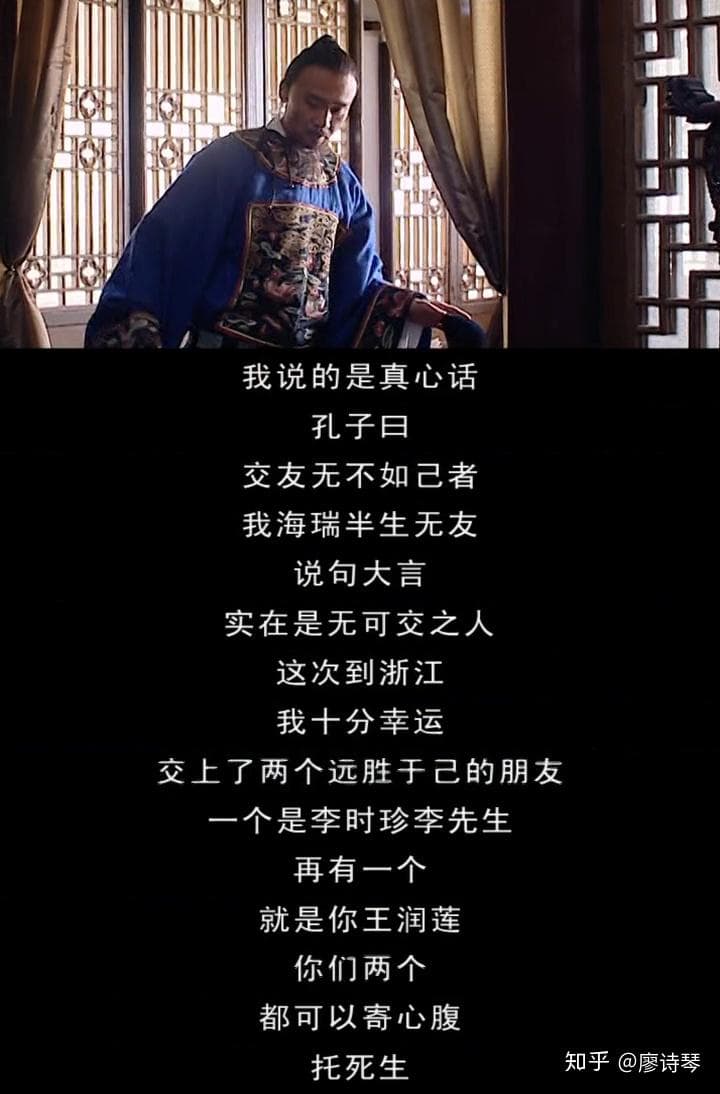 我说的是真心话
孔子曰
交友无不如己者
我海瑞半生无友
说句大言
实在是无可交之人
这次到浙江
我十分幸运
交上了两个远胜于己的朋友
一个是李时珍李先生
再有一个
就是你王润莲
你们两个
都可以寄心腹
托死生
知乎 @廖诗琴